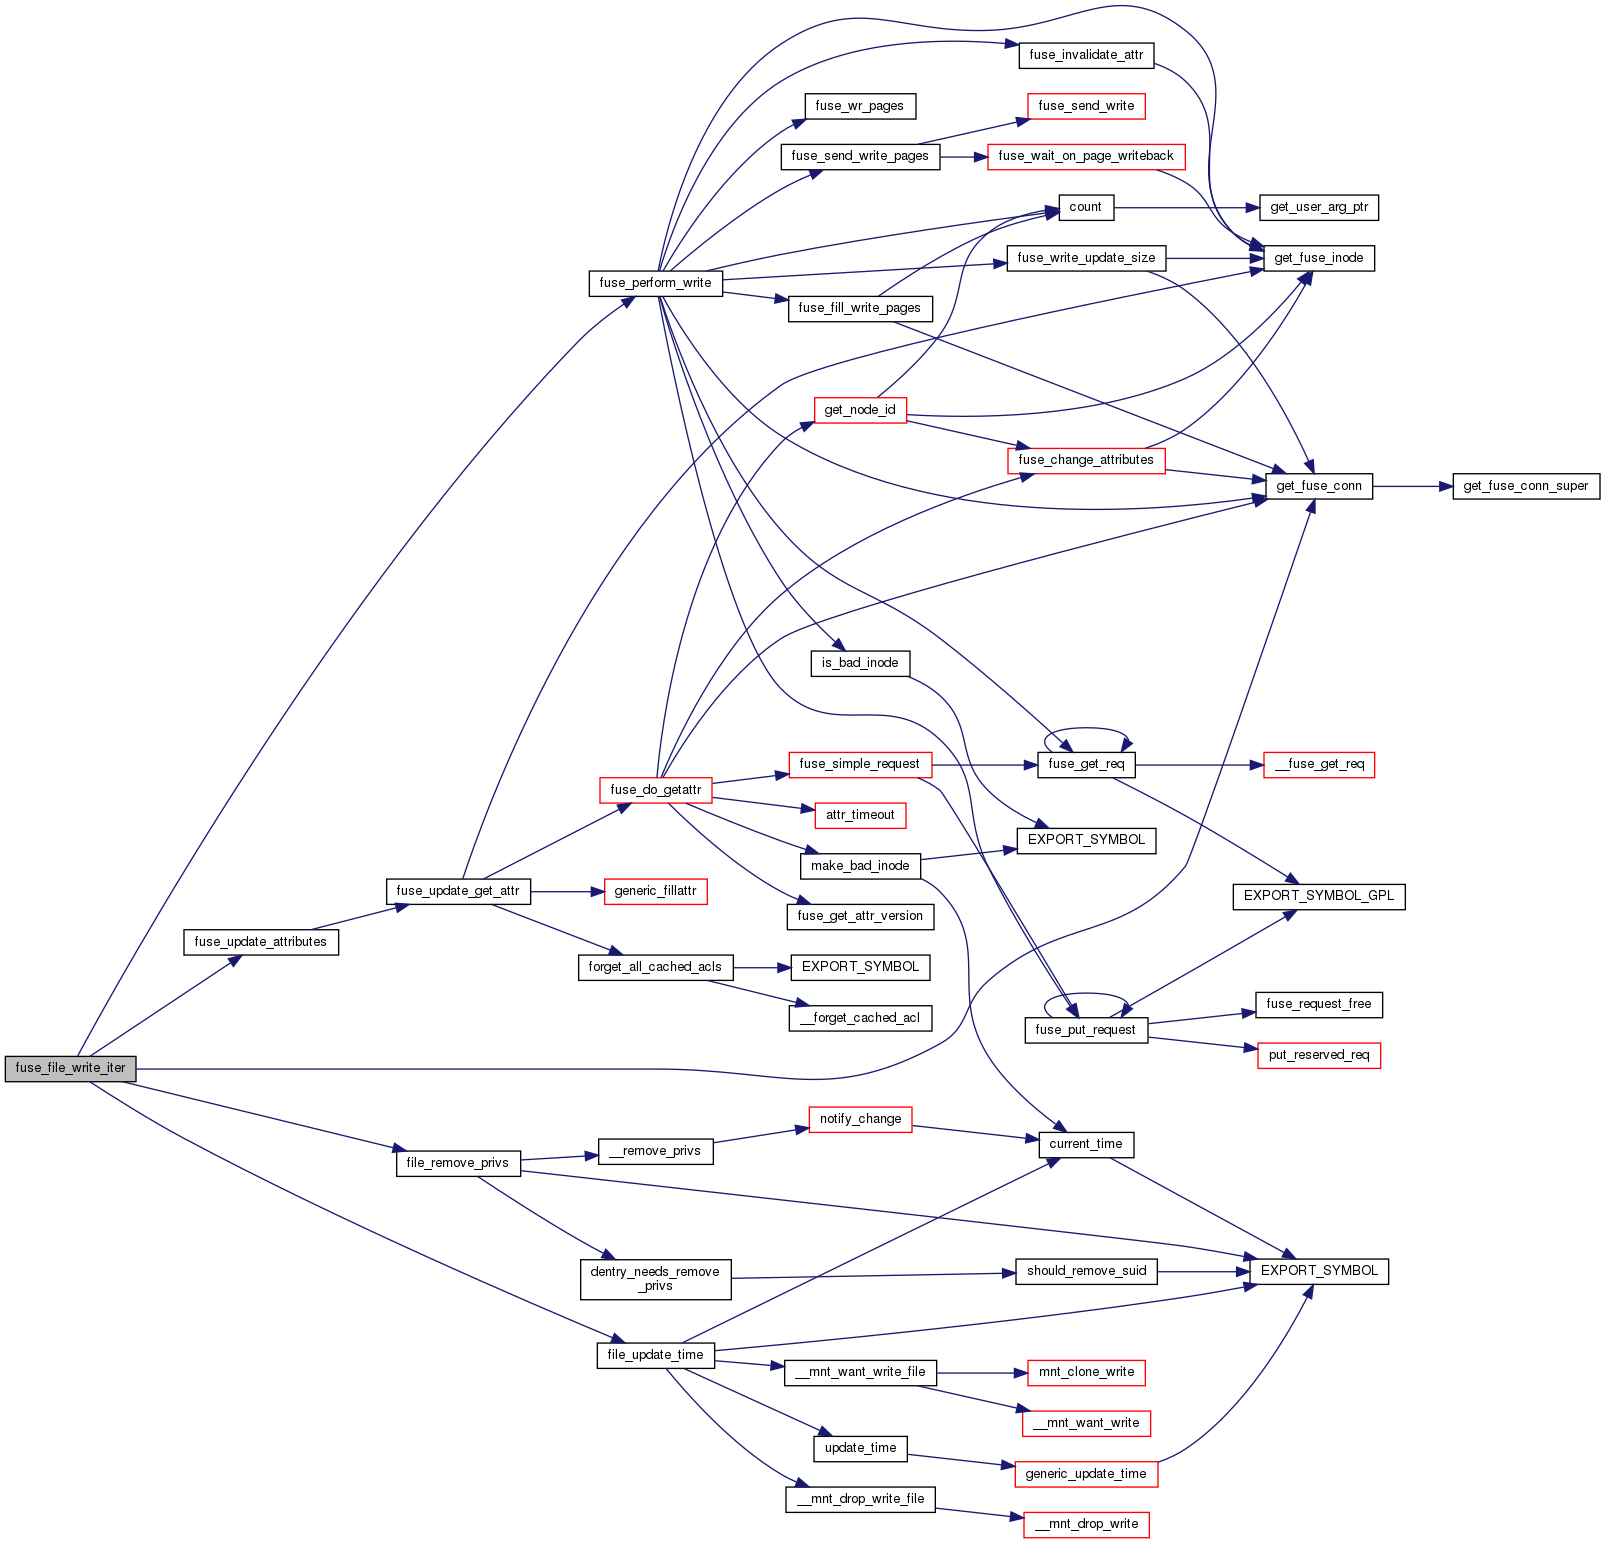 fuse_invalidate_attr
fuse_wr_pages
fuse_send_write
fuse_send_write_pages
fuse_wait_on_page_writeback
count
get_user_arg_ptr
fuse_write_update_size
get_fuse_inode
fuse_perform_write
fuse_fill_write_pages
get_node_id
fuse_change_attributes
get_fuse_conn
get_fuse_conn_super
is_bad_inode
fuse_simple_request
fuse_get_req
__fuse_get_req
fuse_do_getattr
attr_timeout
EXPORT_SYMBOL
make_bad_inode
fuse_update_get_attr
generic_fillattr
EXPORT_SYMBOL_GPL
fuse_get_attr_version
fuse_update_attributes
forget_all_cached_acls
EXPORT_SYMBOL
fuse_request_free
__forget_cached_acl
fuse_put_request
put_reserved_req
fuse_file_write_iter
notify_change
current_time
__remove_privs
file_remove_privs
dentry_needs_remove
_privs
should_remove_suid
EXPORT_SYMBOL
file_update_time
__mnt_want_write_file
mnt_clone_write
__mnt_want_write
update_time
generic_update_time
__mnt_drop_write_file
__mnt_drop_write